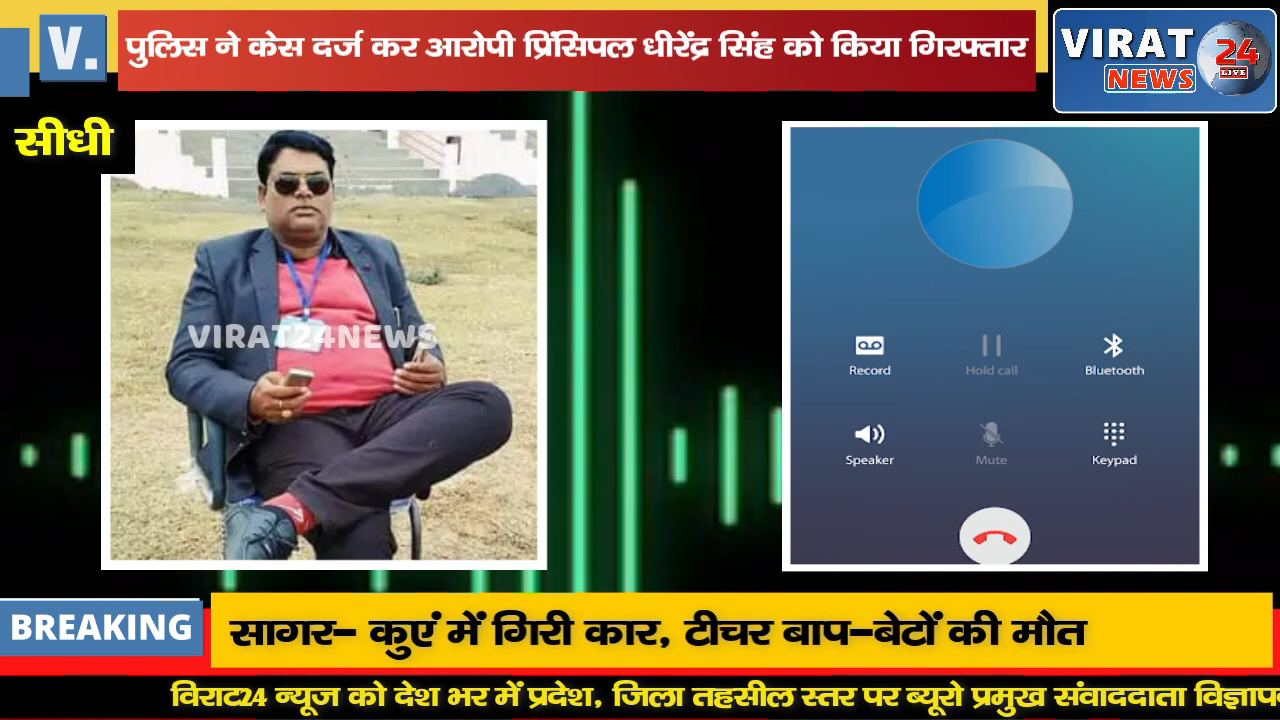 V.
पुलिस ने केस दर्ज कर आरोपी प्रिंसिपल धीरेंद्र सिंह को किया गिरफ्तार
VIRAT 24
NEWS LIVE
सीधी
VIRAT24NEWS
Record Hold call Bluetooth
Speaker Mute Keypad
BREAKING सागर- कुएं में गिरी कार, टीचर बाप-बेटों की मौत
विराट24 न्यूज को देश भर में प्रदेश, जिला तहसील स्तर पर ब्यूरो प्रमुख संवाददाता विज्ञाप